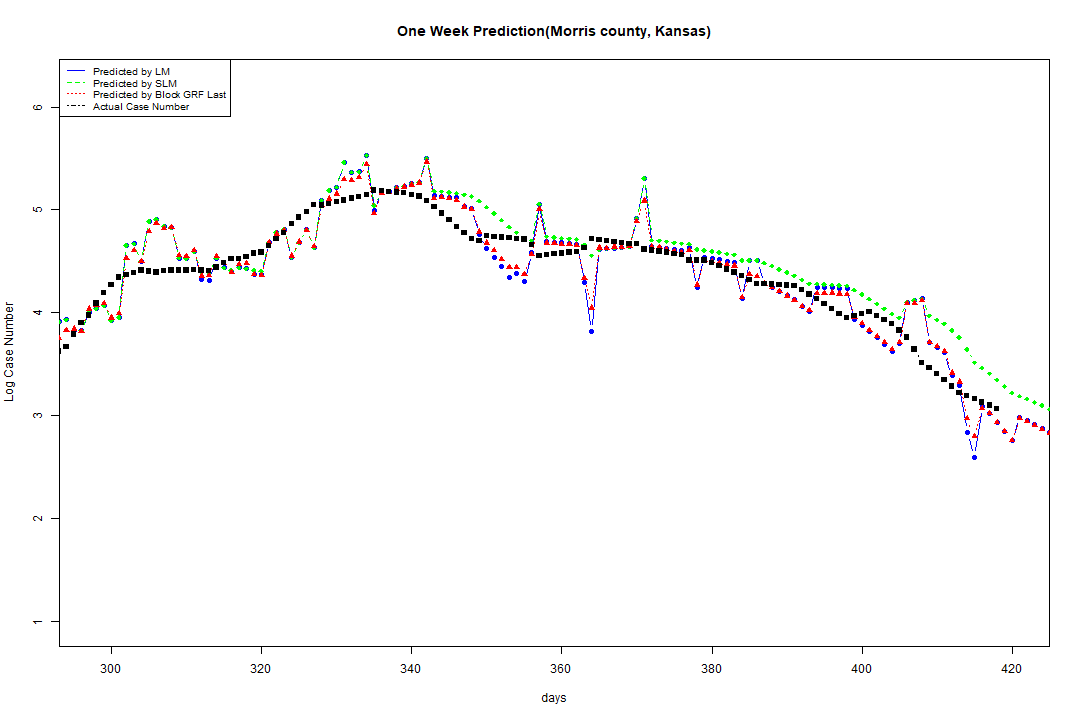 One Week Prediction(Morris county, Kansas)
Predicted by LM
Predicted by SLM
Predicted by Block GRF Last
Actual Case Number
6
5
4
3
2
1
Log Case Number
300 320 340 360 380 400 420
days